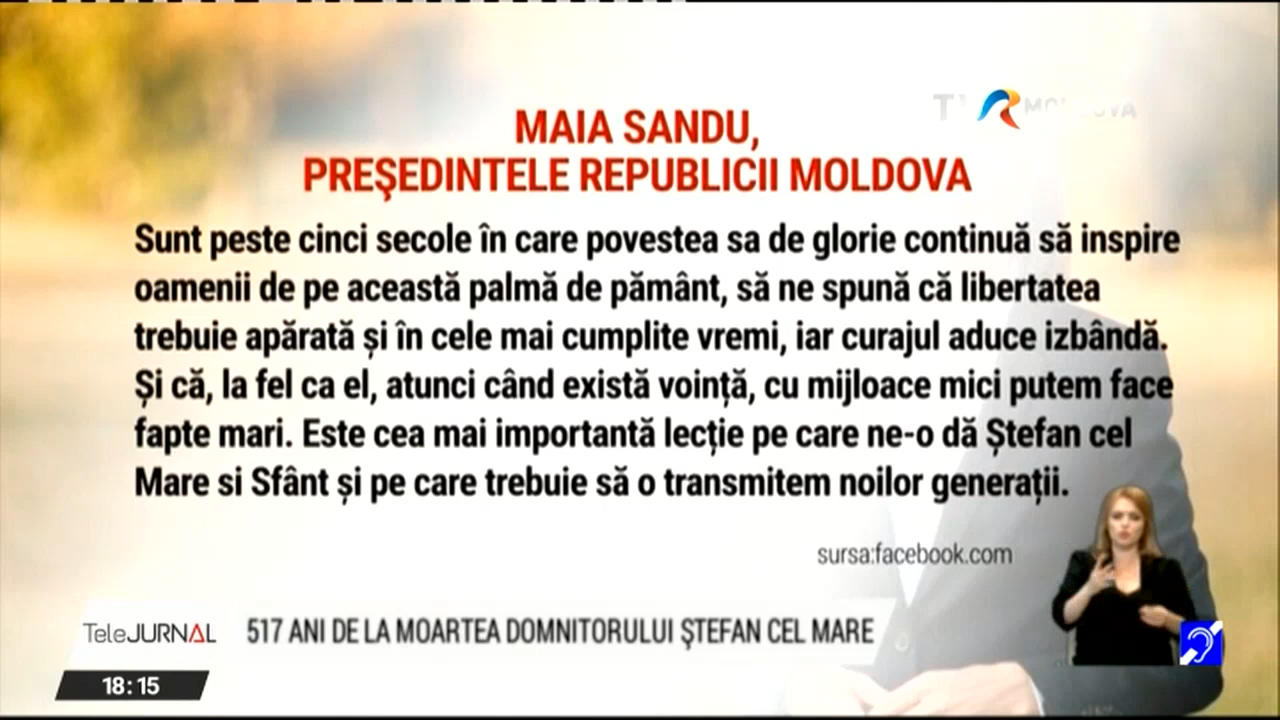 TV MOLDOVA
MAIA SANDU,
PREŞEDINTELE REPUBLICII MOLDOVA
Sunt peste cinci secole în care povestea sa de glorie continuă să inspire
oamenii de pe această palmă de pământ, să ne spună că libertatea
trebuie apărată și în cele mai cumplite vremi, iar curajul aduce izbândă.
Și că, la fel ca el, atunci când există voință, cu mijloace mici putem face
fapte mari. Este cea mai importantă lecție pe care ne-o dă Ștefan cel
Mare si Sfânt și pe care trebuie să o transmitem noilor generații.
sursa:facebook.com
TeleJURNAL
517 ANI DE LA MOARTEA DOMNITORULUI ŞTEFAN CEL MARE
18:15